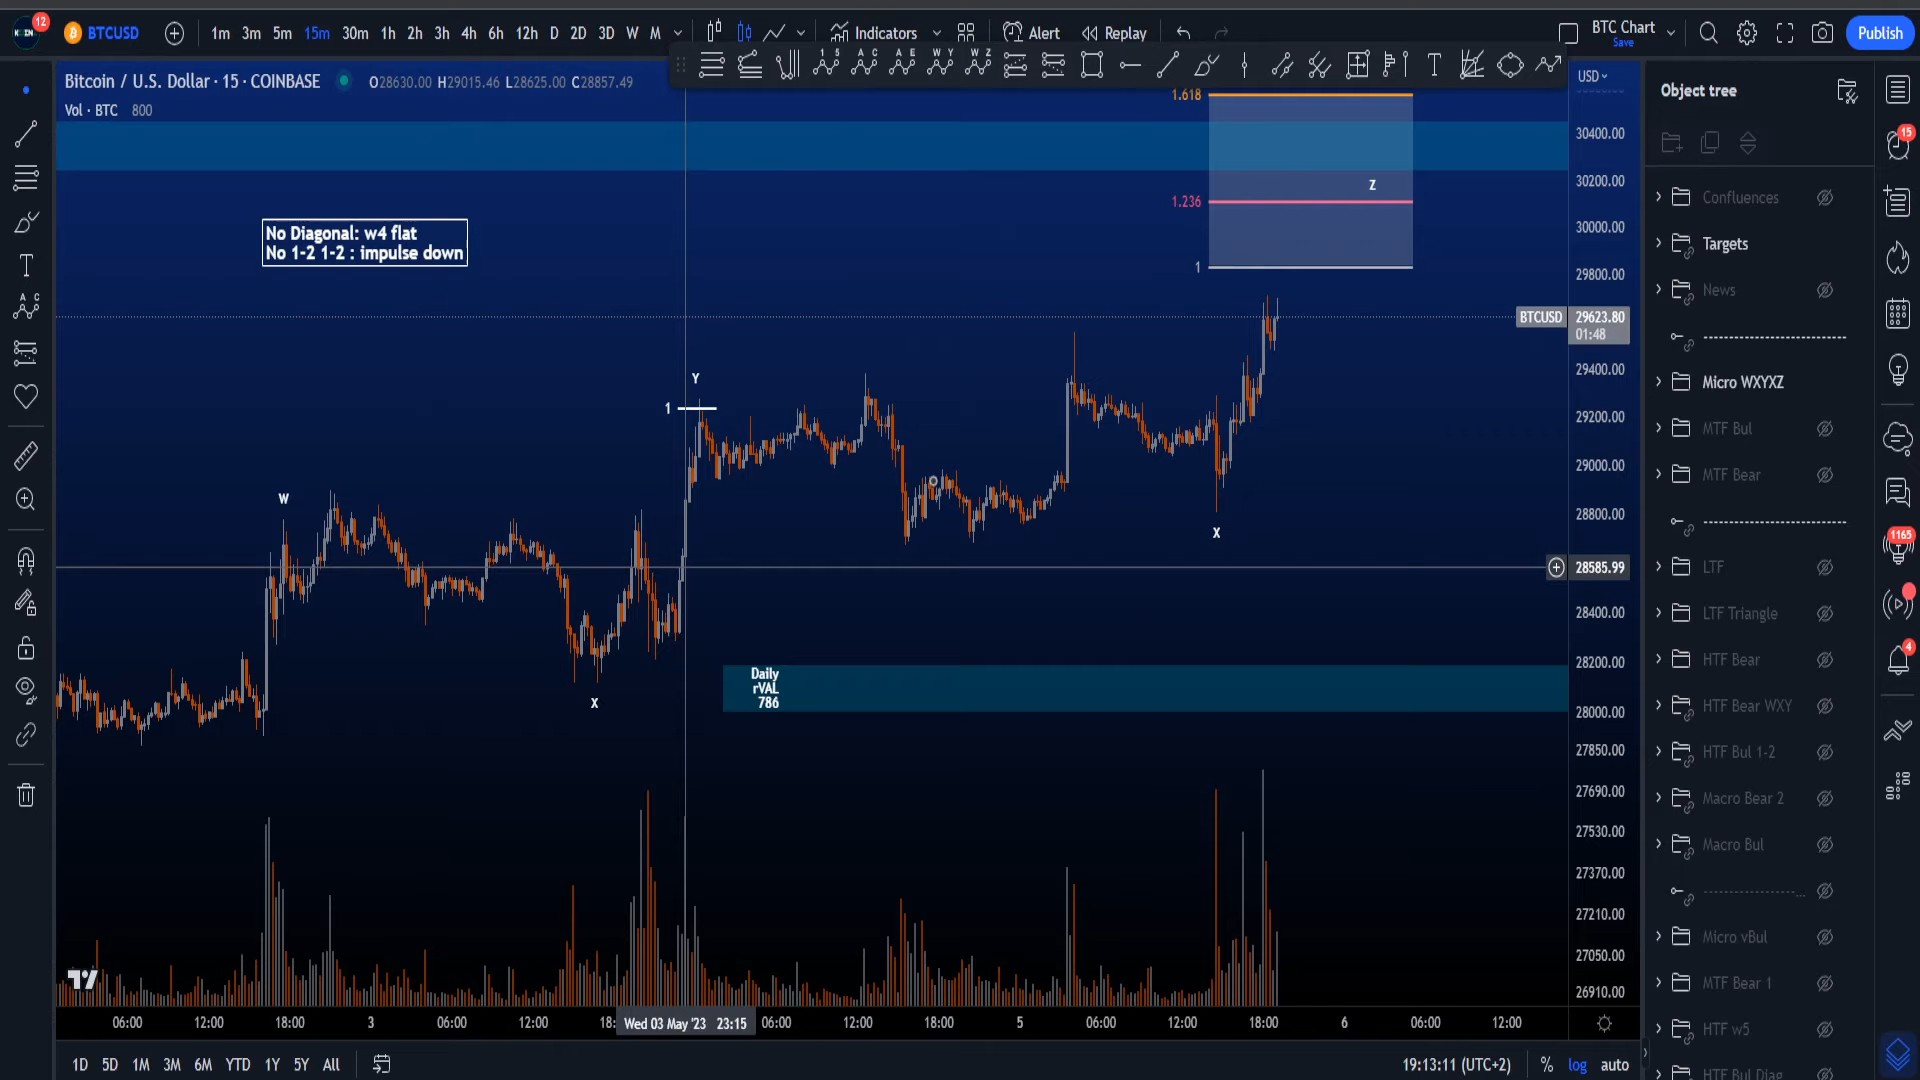 12
BTCUSD
1m 3m 5m 15m 30m 1h 2h 3h 4h 6h 12h D 2D 3D W M
Indicators
Alert
Replay
BTC Chart
Save
Publish
Bitcoin / U.S. Dollar · 15 · COINBASE
O28630.00 H29015.46 L28625.00 C28857.49
Vol · BTC 800
USD
No Diagonal: w4 flat
No 1-2 1-2 : impulse down
1.618
1.236
1
Z
Y
1
W
X
X
Daily
rVAL
786
30400.00
30200.00
30000.00
29800.00
BTCUSD 29623.80
01:48
29400.00
29200.00
29000.00
28800.00
28585.99
28400.00
28200.00
28000.00
27850.00
27690.00
27530.00
27370.00
27210.00
27050.00
26910.00
06:00 12:00 18:00 3 06:00 12:00 18: Wed 03 May '23 23:15 06:00 12:00 18:00 5 06:00 12:00 18:00 6 06:00 12:00
1D 5D 1M 3M 6M YTD 1Y 5Y All
19:13:11 (UTC+2) % log auto
Object tree
Confluences
Targets
News
Micro WXYXZ
MTF Bul
MTF Bear
LTF
LTF Triangle
HTF Bear
HTF Bear WXY
HTF Bul 1-2
Macro Bear 2
Macro Bul
Micro vBul
MTF Bear 1
HTF w5
HTF Bul Diag
15
1165
4